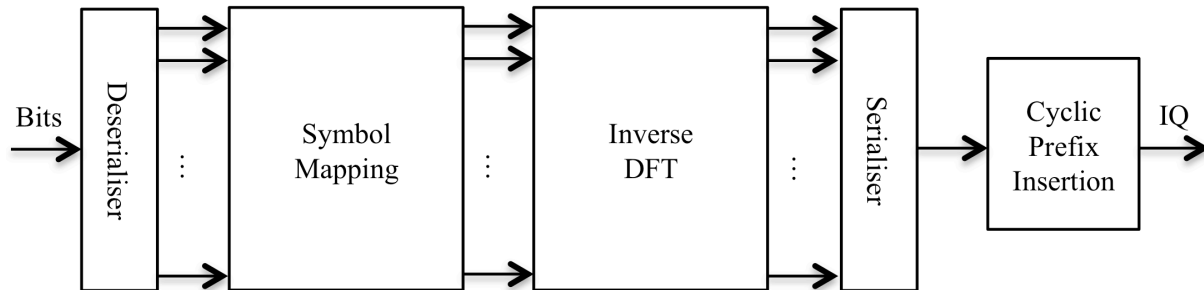 Bits
Deserialiser
⋮
Symbol
Mapping
⋮
Inverse
DFT
⋮
Serialiser
Cyclic
Prefix
Insertion
IQ